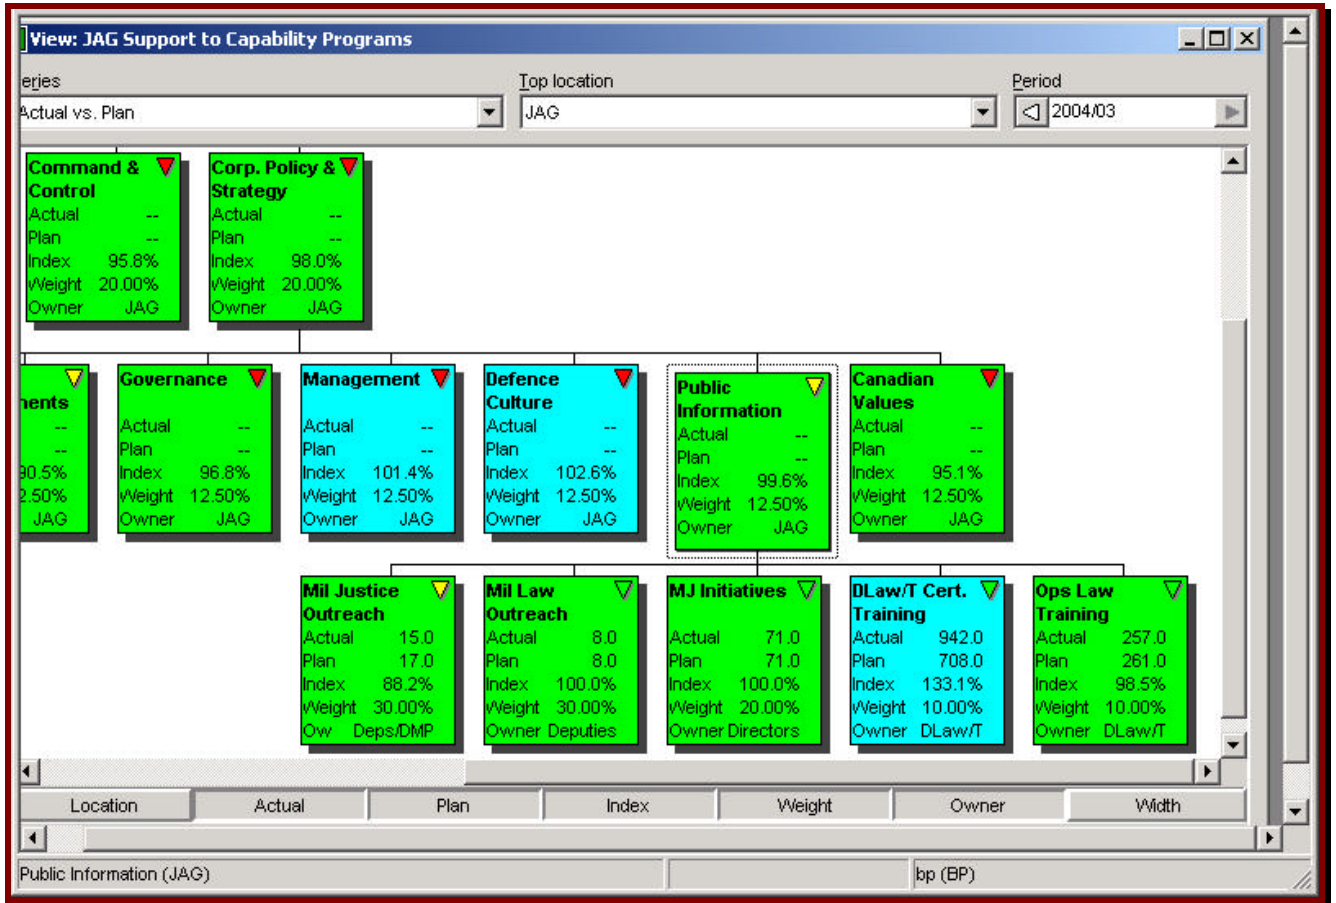 View: JAG Support to Capability Programs
eries
Top location
Period
Actual vs. Plan
JAG
2004/03
Command &
Control
Actual --
Plan --
Index 95.8%
Weight 20.00%
Owner JAG
Corp. Policy &
Strategy
Actual --
Plan --
Index 98.0%
Weight 20.00%
Owner JAG
nents
--
--
90.5%
2.50%
JAG
Governance
Actual --
Plan --
Index 96.8%
Weight 12.50%
Owner JAG
Management
Actual --
Plan --
Index 101.4%
Weight 12.50%
Owner JAG
Defence
Culture
Actual --
Plan --
Index 102.6%
Weight 12.50%
Owner JAG
Public
Information
Actual --
Plan --
Index 99.6%
Weight 12.50%
Owner JAG
Canadian
Values
Actual --
Plan --
Index 95.1%
Weight 12.50%
Owner JAG
Mil Justice
Outreach
Actual 15.0
Plan 17.0
Index 88.2%
Weight 30.00%
Ow Deps/DMP
Mil Law
Outreach
Actual 8.0
Plan 8.0
Index 100.0%
Weight 30.00%
Owner Deputies
MJ Initiatives
Actual 71.0
Plan 71.0
Index 100.0%
Weight 20.00%
Owner Directors
DLaw/T Cert.
Training
Actual 942.0
Plan 708.0
Index 133.1%
Weight 10.00%
Owner DLaw/T
Ops Law
Training
Actual 257.0
Plan 261.0
Index 98.5%
Weight 10.00%
Owner DLaw/T
Location Actual Plan Index Weight Owner Width
Public Information (JAG)
bp (BP)